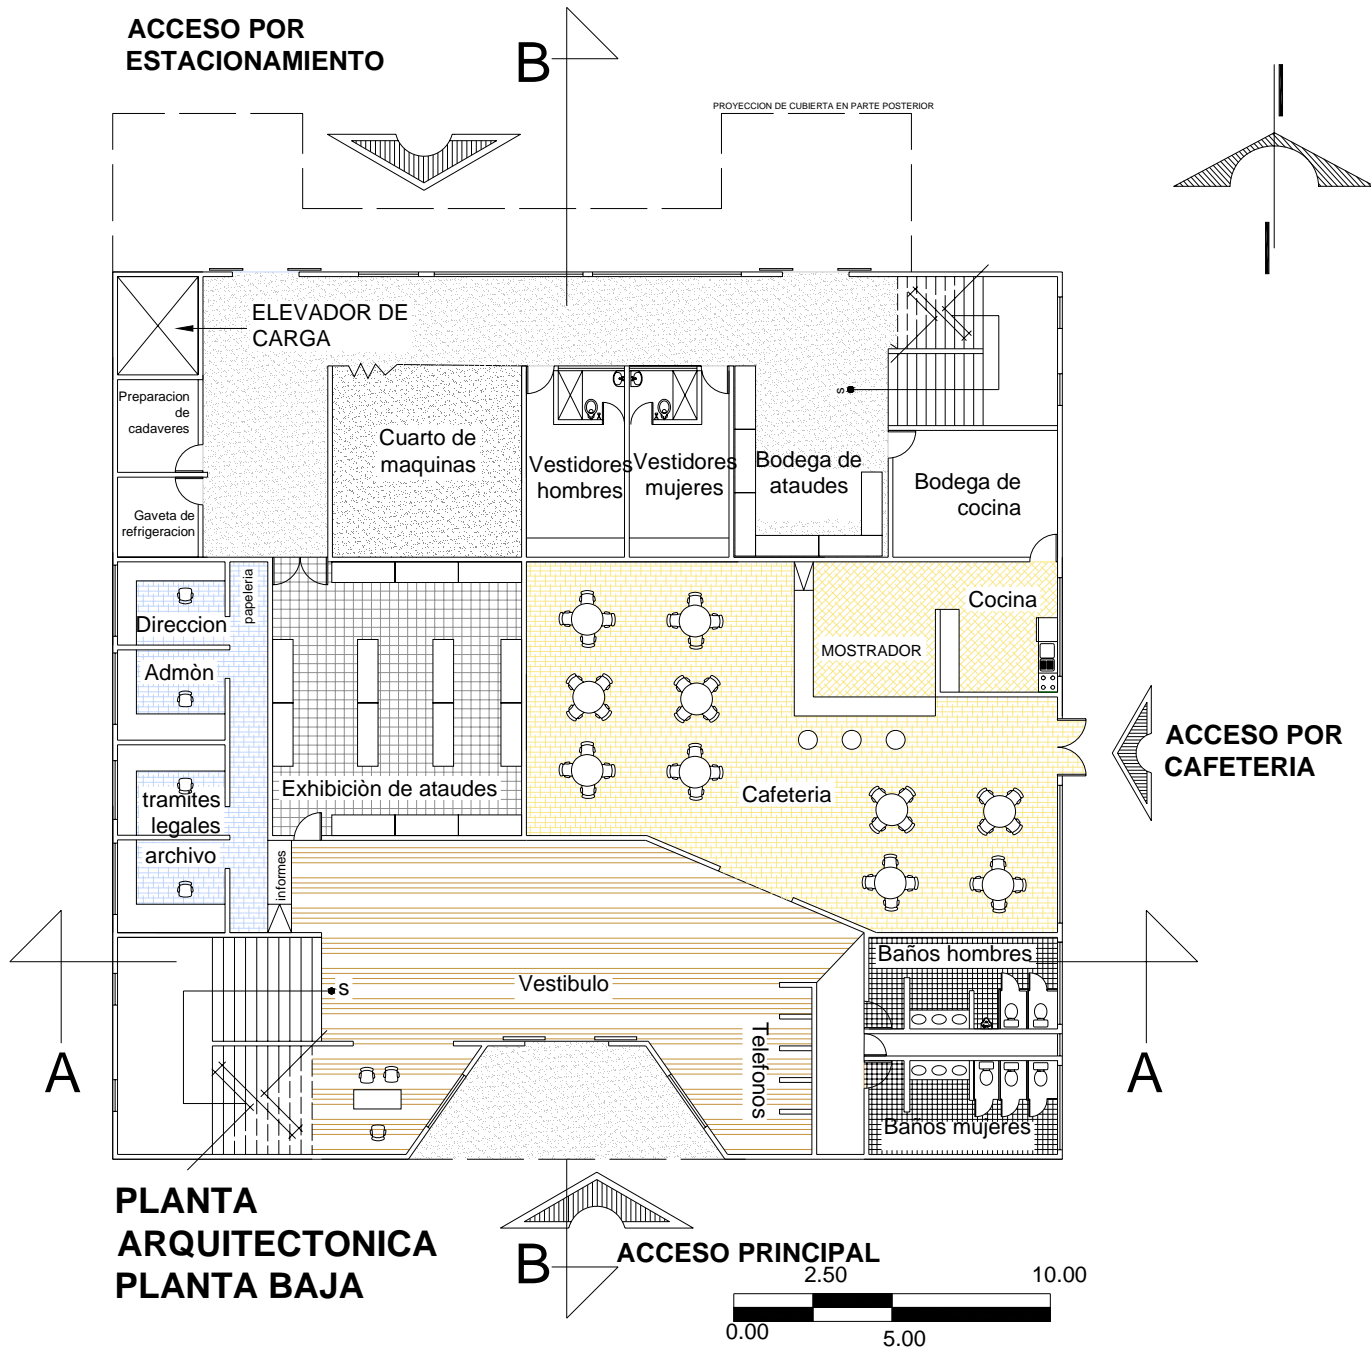 ACCESO POR
ESTACIONAMIENTO
B
PROYECCION DE CUBIERTA EN PARTE POSTERIOR
ELEVADOR DE
CARGA
Preparacion
de
cadaveres
Gaveta de
refrigeracion
Cuarto de
maquinas
Vestidores
hombres
Vestidores
mujeres
Bodega de
ataudes
s
Bodega de
cocina
papeleria
Direccion
Admòn
tramites
legales
archivo
informes
Exhibiciòn de ataudes
Cocina
MOSTRADOR
Cafeteria
ACCESO POR
CAFETERIA
Baños hombres
Vestibulo
s
Telefonos
Baños mujeres
A
A
PLANTA
ARQUITECTONICA
PLANTA BAJA
B
ACCESO PRINCIPAL
2.50
10.00
0.00
5.00